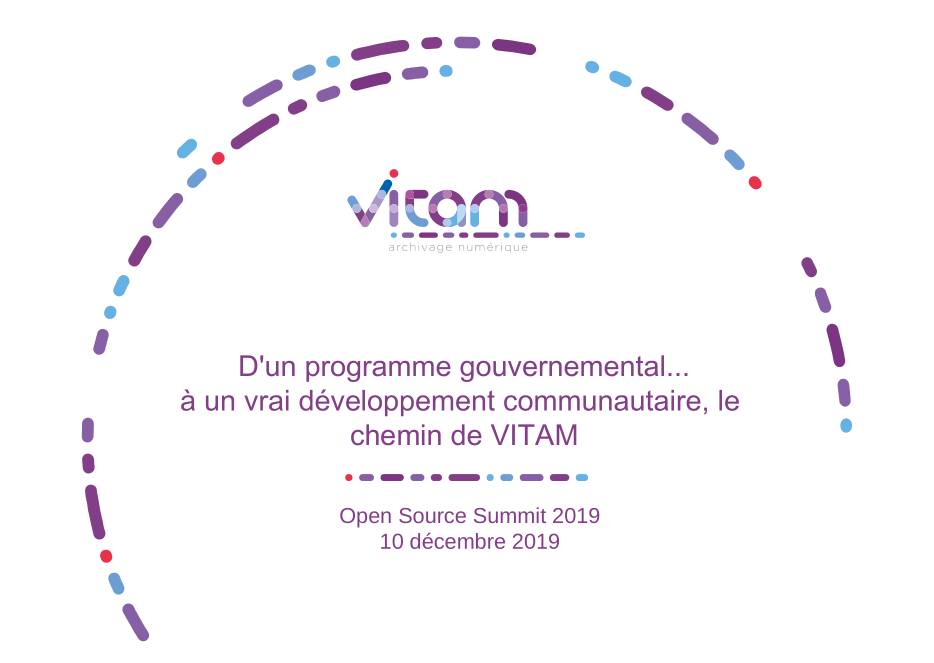 vitam
archivage numérique
D'un programme gouvernemental...
à un vrai développement communautaire, le
chemin de VITAM
Open Source Summit 2019
10 décembre 2019